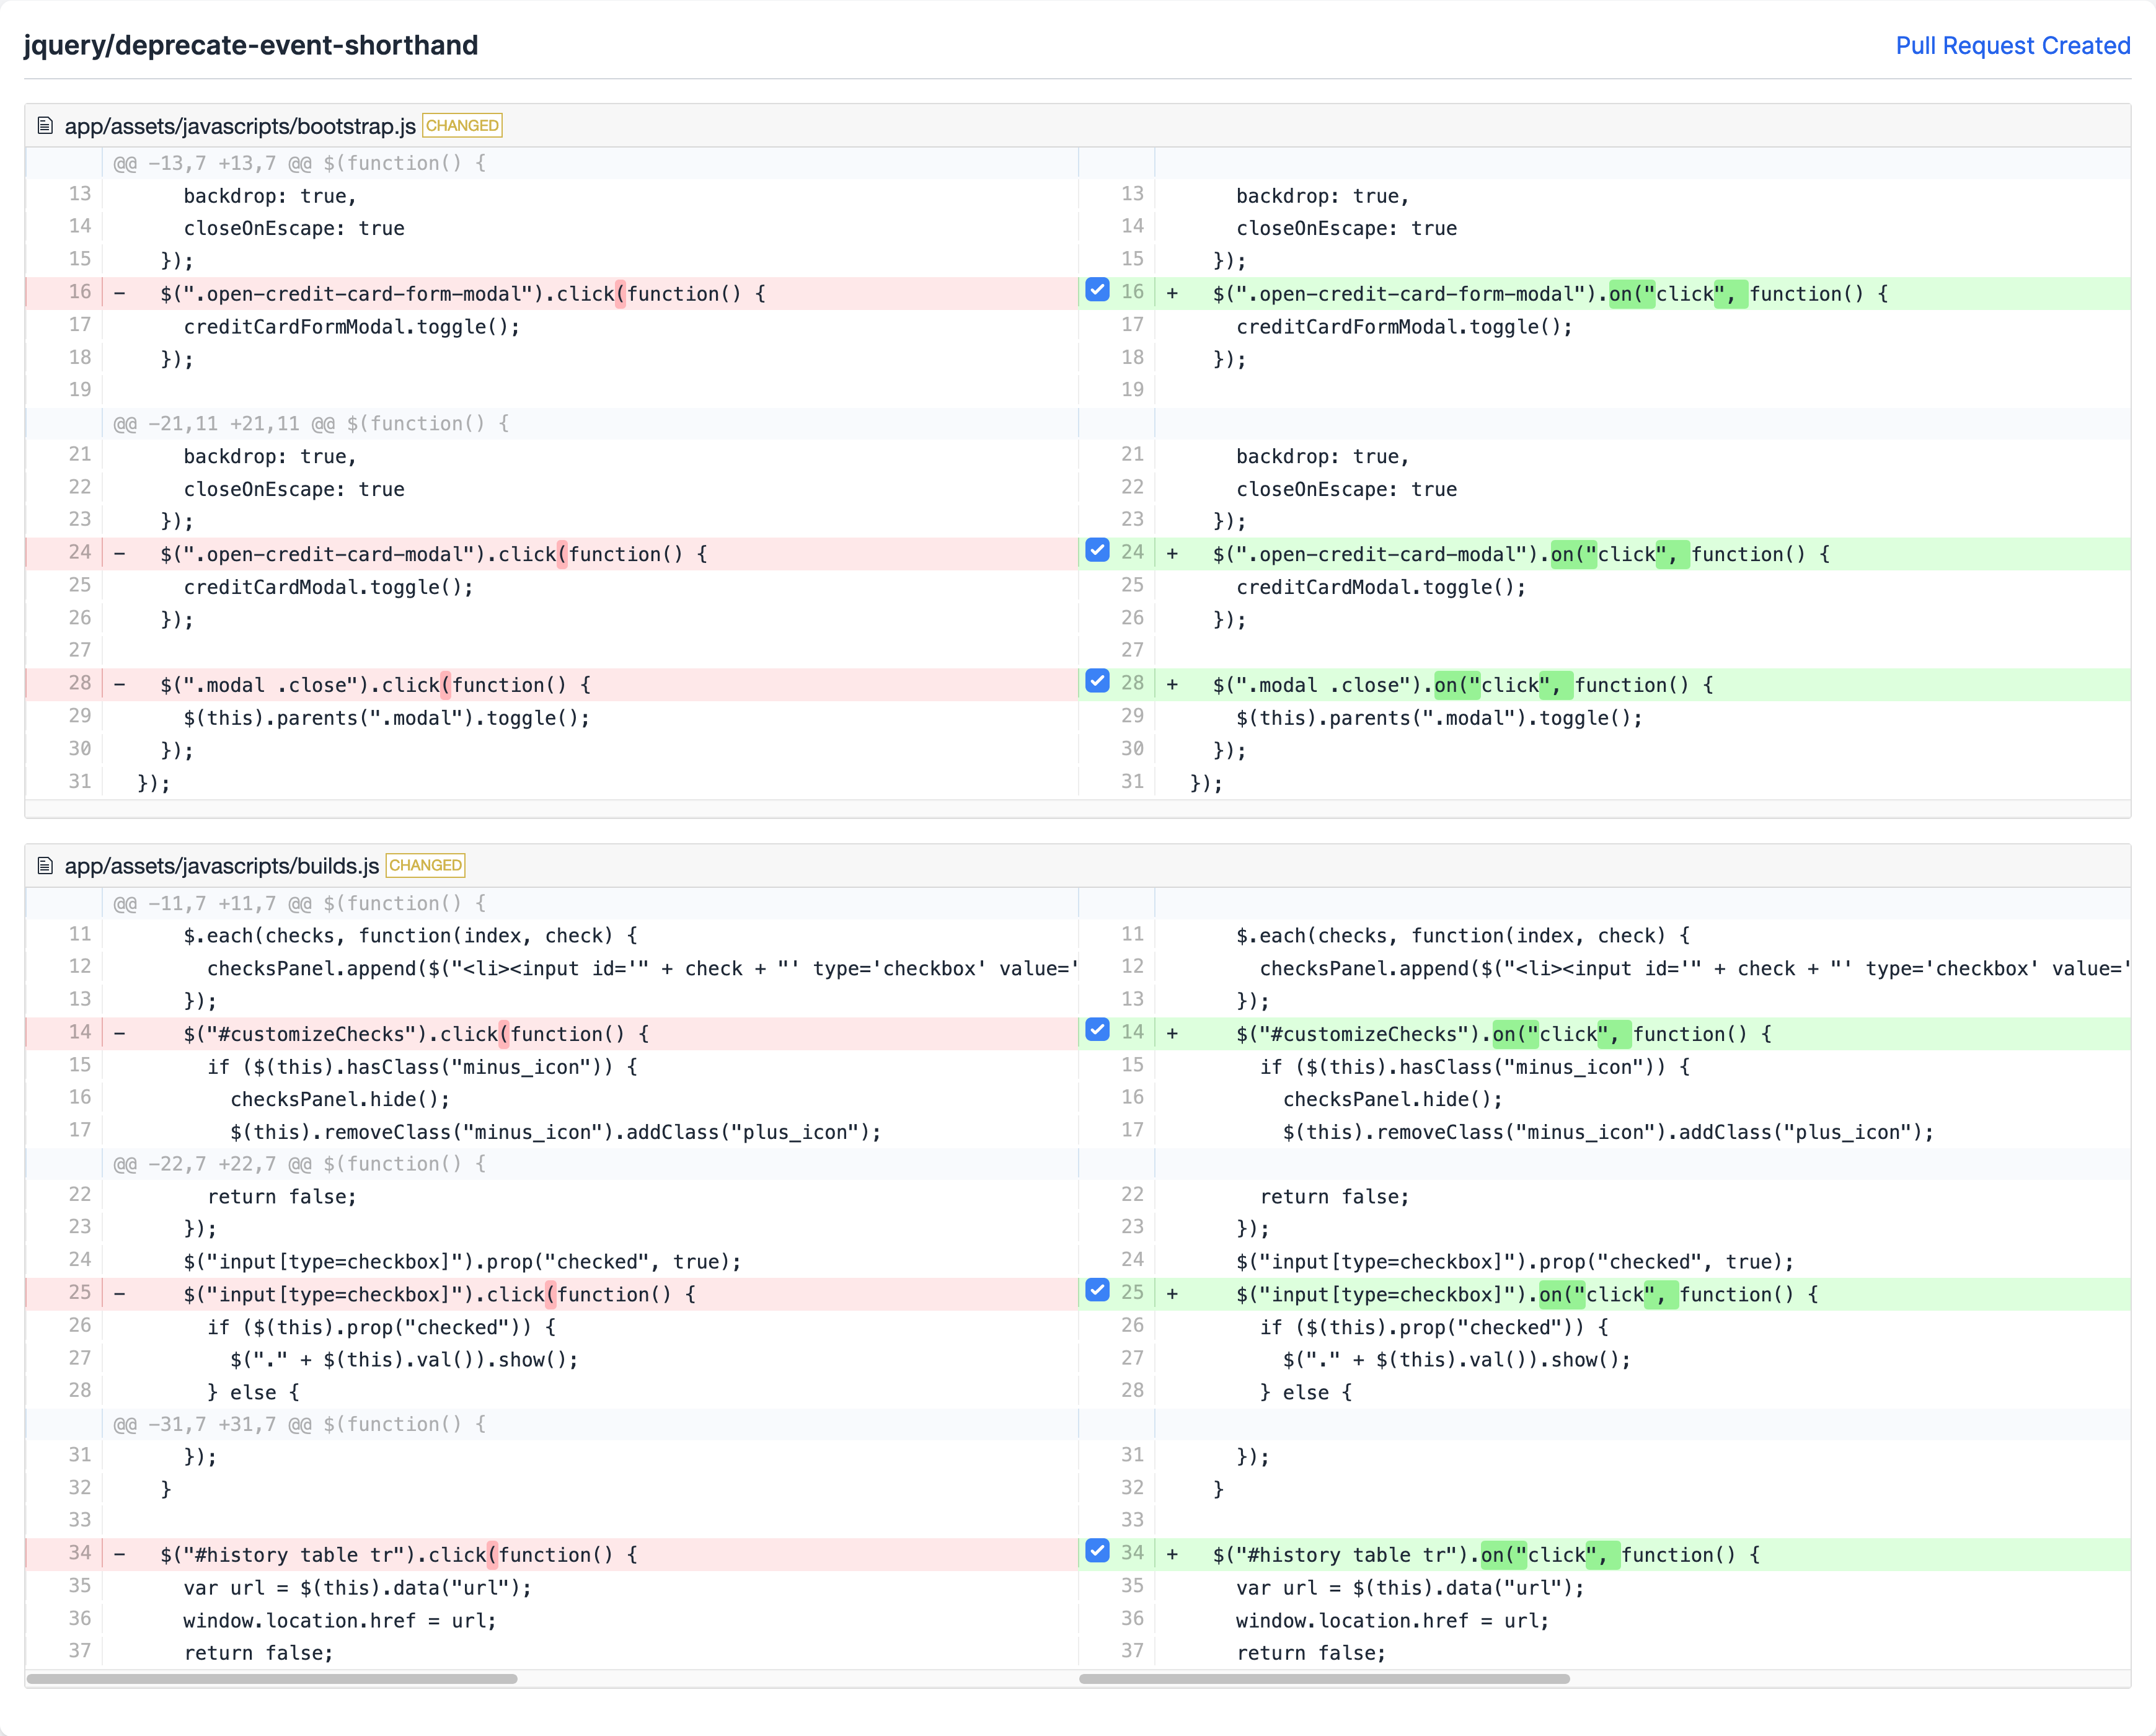 jquery/deprecate-event-shorthand
Pull Request Created
app/assets/javascripts/bootstrap.js CHANGED
@@ -13,7 +13,7 @@ $(function() {
13 backdrop: true, 13 backdrop: true,
14 closeOnEscape: true 14 closeOnEscape: true
15 }); 15 });
16 - $(".open-credit-card-form-modal").click(function() { 16 + $(".open-credit-card-form-modal").on("click", function() {
17 creditCardFormModal.toggle(); 17 creditCardFormModal.toggle();
18 }); 18 });
19 19
@@ -21,11 +21,11 @@ $(function() {
21 backdrop: true, 21 backdrop: true,
22 closeOnEscape: true 22 closeOnEscape: true
23 }); 23 });
24 - $(".open-credit-card-modal").click(function() { 24 + $(".open-credit-card-modal").on("click", function() {
25 creditCardModal.toggle(); 25 creditCardModal.toggle();
26 }); 26 });
27 27
28 - $(".modal .close").click(function() { 28 + $(".modal .close").on("click", function() {
29 $(this).parents(".modal").toggle(); 29 $(this).parents(".modal").toggle();
30 }); 30 });
31 }); 31 });
app/assets/javascripts/builds.js CHANGED
@@ -11,7 +11,7 @@ $(function() {
11 $.each(checks, function(index, check) { 11 $.each(checks, function(index, check) {
12 checksPanel.append($("<li><input id='" + check + "' type='checkbox' value=' 12 checksPanel.append($("<li><input id='" + check + "' type='checkbox' value='
13 }); 13 });
14 - $("#customizeChecks").click(function() { 14 + $("#customizeChecks").on("click", function() {
15 if ($(this).hasClass("minus_icon")) { 15 if ($(this).hasClass("minus_icon")) {
16 checksPanel.hide(); 16 checksPanel.hide();
17 $(this).removeClass("minus_icon").addClass("plus_icon"); 17 $(this).removeClass("minus_icon").addClass("plus_icon");
@@ -22,7 +22,7 @@ $(function() {
22 return false; 22 return false;
23 }); 23 });
24 $("input[type=checkbox]").prop("checked", true); 24 $("input[type=checkbox]").prop("checked", true);
25 - $("input[type=checkbox]").click(function() { 25 + $("input[type=checkbox]").on("click", function() {
26 if ($(this).prop("checked")) { 26 if ($(this).prop("checked")) {
27 $("." + $(this).val()).show(); 27 $("." + $(this).val()).show();
28 } else { 28 } else {
@@ -31,7 +31,7 @@ $(function() {
31 }); 31 });
32 } 32 }
33 33
34 - $("#history table tr").click(function() { 34 + $("#history table tr").on("click", function() {
35 var url = $(this).data("url"); 35 var url = $(this).data("url");
36 window.location.href = url; 36 window.location.href = url;
37 return false; 37 return false;